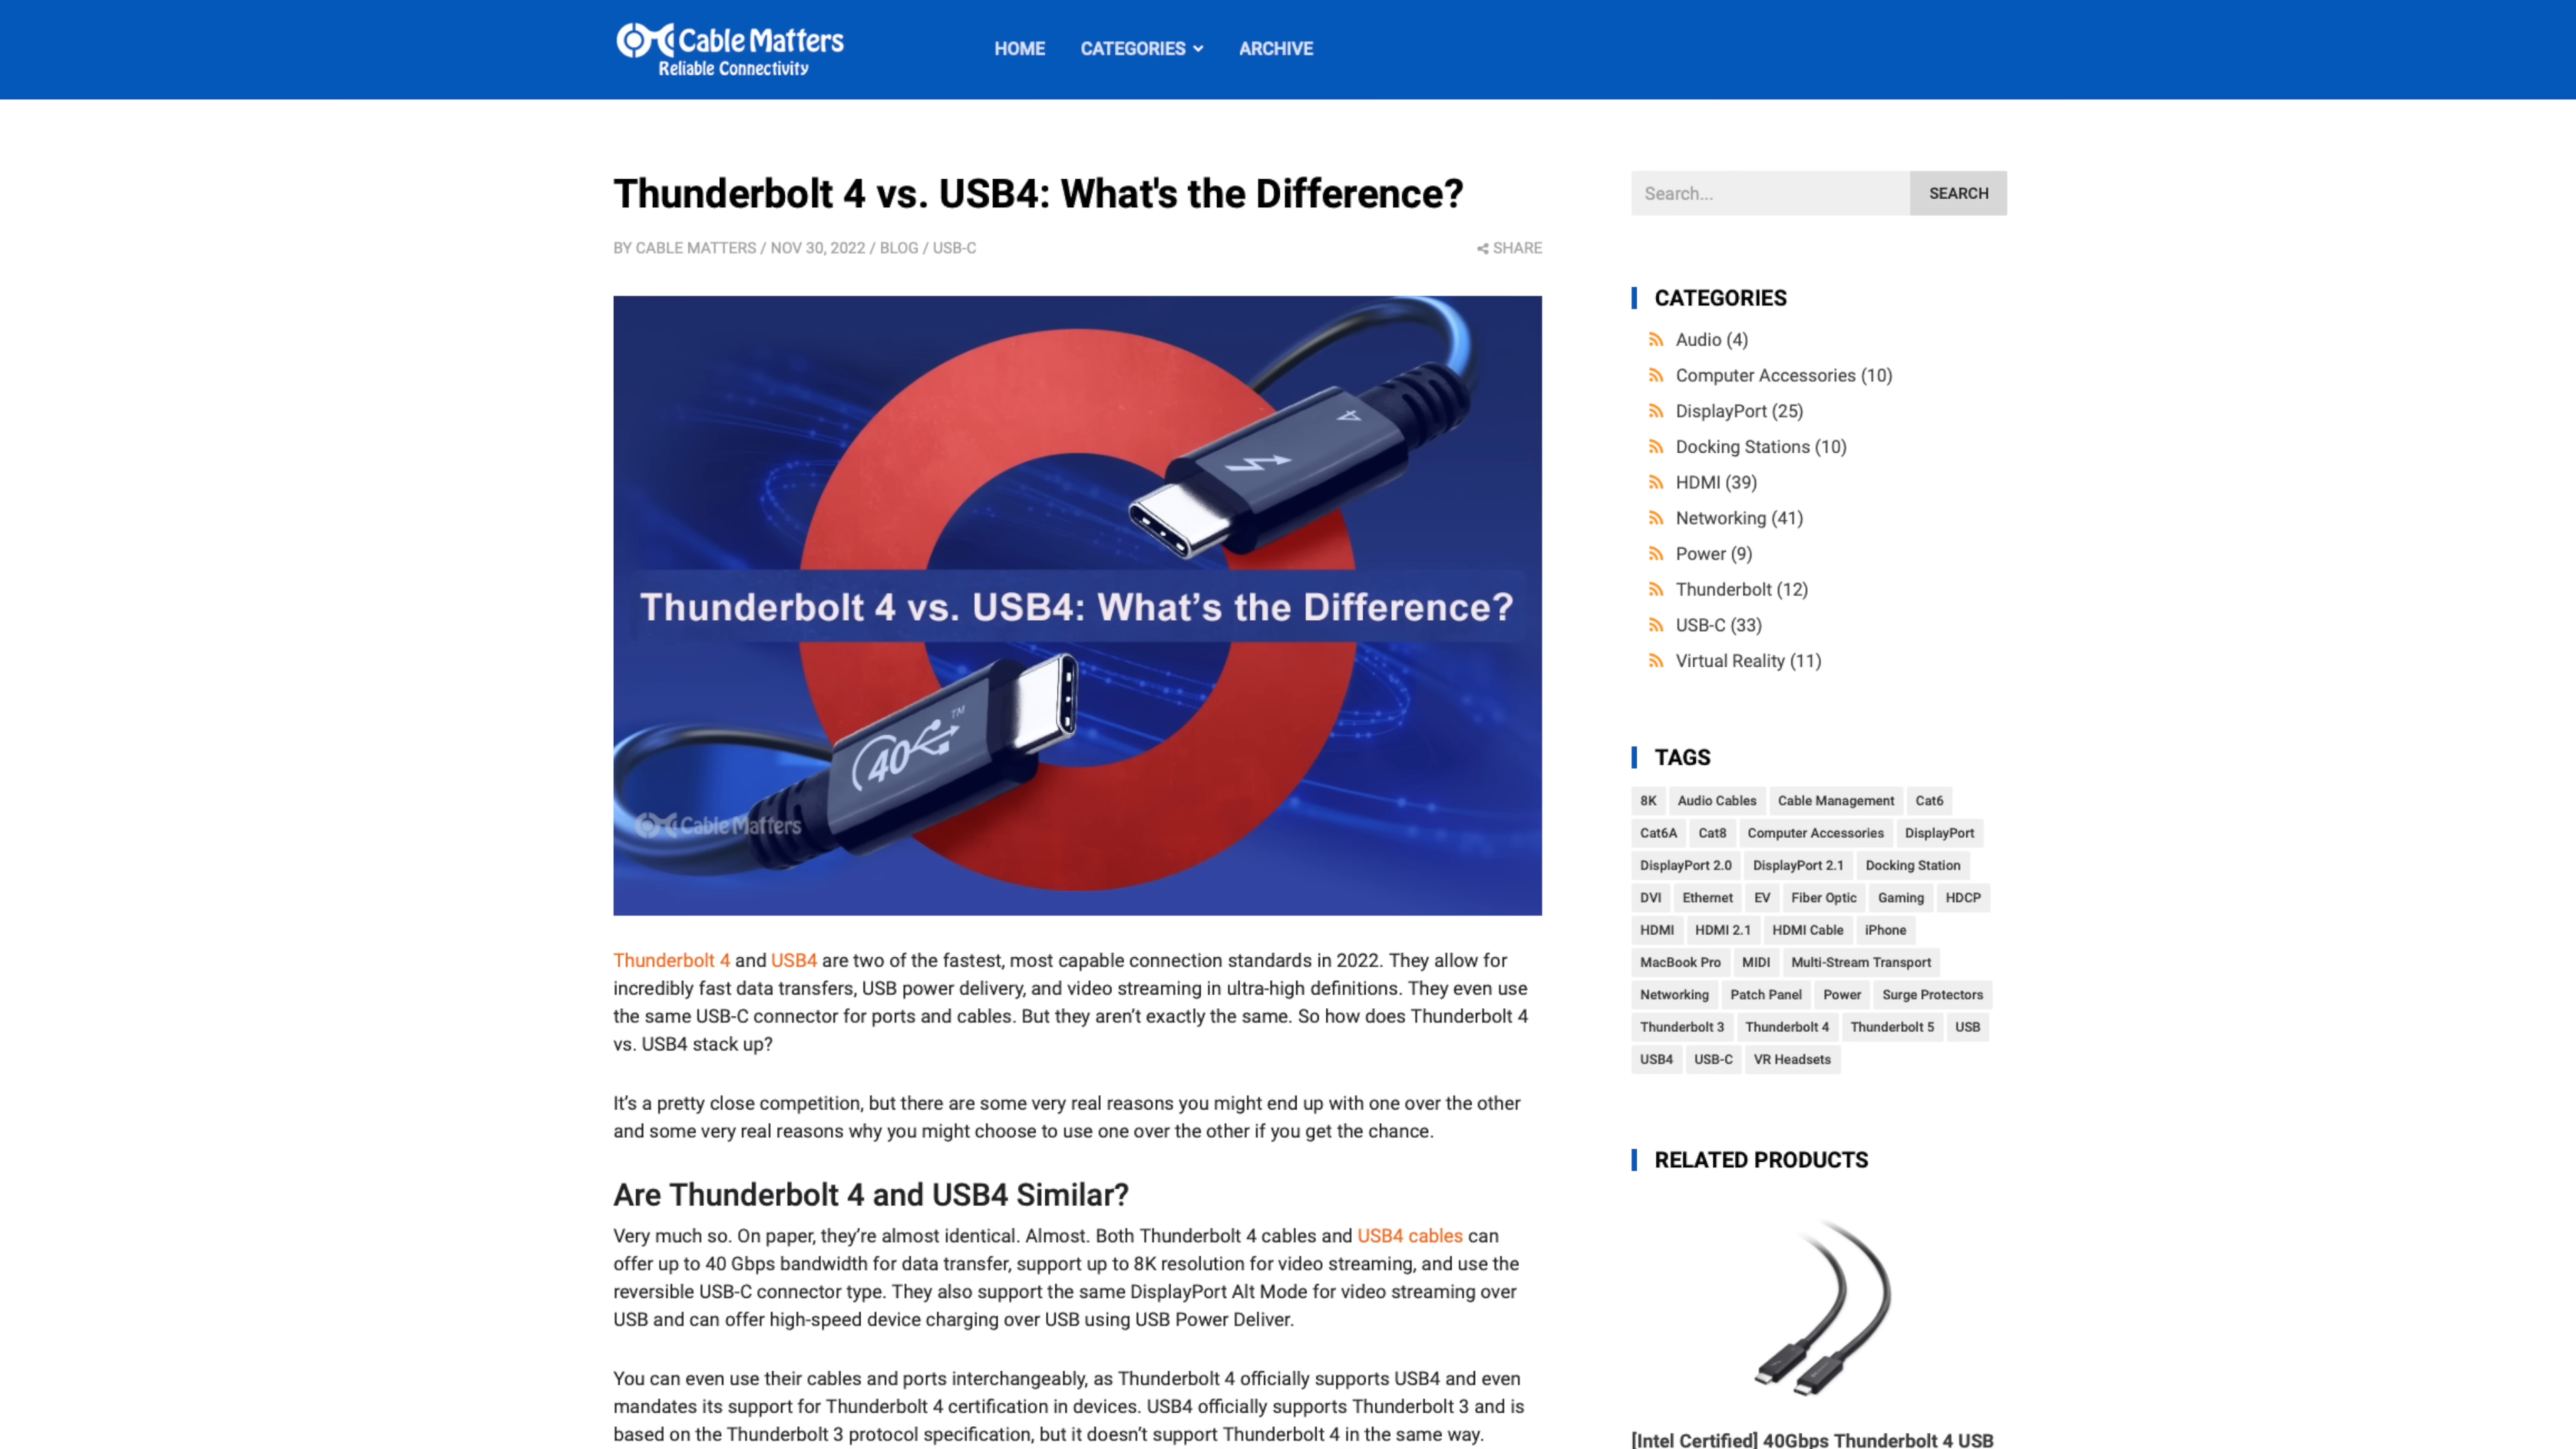 Cable Matters
Reliable Connectivity
HOME
CATEGORIES
ARCHIVE
Thunderbolt 4 vs. USB4: What's the Difference?
BY CABLE MATTERS / NOV 30, 2022 / BLOG / USB-C
SHARE
4
Thunderbolt 4 vs. USB4: What’s the Difference?
40
TM
Cable Matters
Thunderbolt 4 and USB4 are two of the fastest, most capable connection standards in 2022. They allow for
incredibly fast data transfers, USB power delivery, and video streaming in ultra-high definitions. They even use
the same USB-C connector for ports and cables. But they aren’t exactly the same. So how does Thunderbolt 4
vs. USB4 stack up?
It’s a pretty close competition, but there are some very real reasons you might end up with one over the other
and some very real reasons why you might choose to use one over the other if you get the chance.
Are Thunderbolt 4 and USB4 Similar?
Very much so. On paper, they’re almost identical. Almost. Both Thunderbolt 4 cables and USB4 cables can
offer up to 40 Gbps bandwidth for data transfer, support up to 8K resolution for video streaming, and use the
reversible USB-C connector type. They also support the same DisplayPort Alt Mode for video streaming over
USB and can offer high-speed device charging over USB using USB Power Deliver.
You can even use their cables and ports interchangeably, as Thunderbolt 4 officially supports USB4 and even
mandates its support for Thunderbolt 4 certification in devices. USB4 officially supports Thunderbolt 3 and is
based on the Thunderbolt 3 protocol specification, but it doesn’t support Thunderbolt 4 in the same way.
Search...
SEARCH
CATEGORIES
Audio (4)
Computer Accessories (10)
DisplayPort (25)
Docking Stations (10)
HDMI (39)
Networking (41)
Power (9)
Thunderbolt (12)
USB-C (33)
Virtual Reality (11)
TAGS
8K Audio Cables Cable Management Cat6
Cat6A Cat8 Computer Accessories DisplayPort
DisplayPort 2.0 DisplayPort 2.1 Docking Station
DVI Ethernet EV Fiber Optic Gaming HDCP
HDMI HDMI 2.1 HDMI Cable iPhone
MacBook Pro MIDI Multi-Stream Transport
Networking Patch Panel Power Surge Protectors
Thunderbolt 3 Thunderbolt 4 Thunderbolt 5 USB
USB4 USB-C VR Headsets
RELATED PRODUCTS
[Intel Certified] 40Gbps Thunderbolt 4 USB